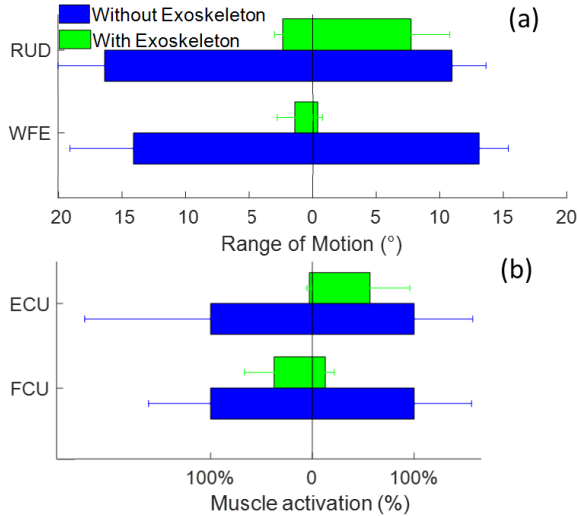 Without Exoskeleton
With Exoskeleton
(a)
RUD
WFE
20 15 10 5 0 5 10 15 20
Range of Motion (°)
(b)
ECU
FCU
100% 0 100%
Muscle activation (%)